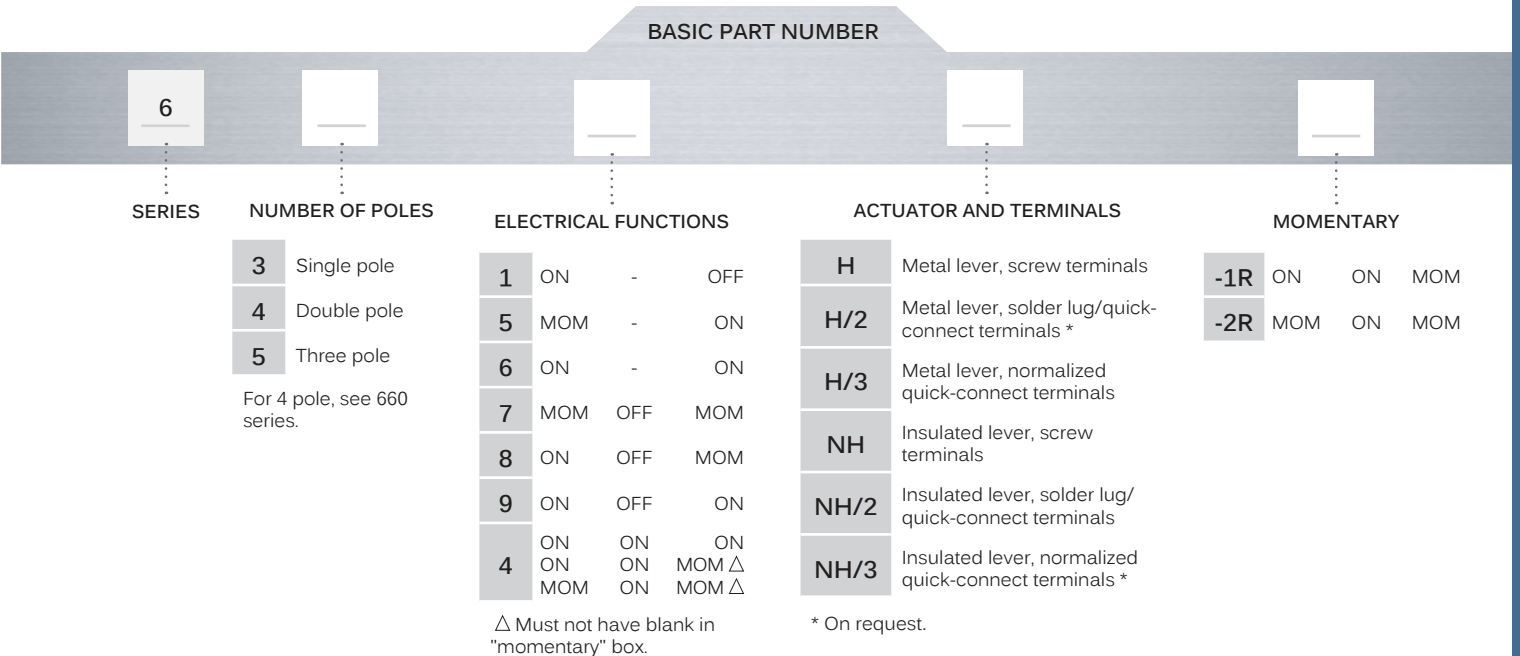 BASIC PART NUMBER
6
SERIES
NUMBER OF POLES
3 Single pole
4 Double pole
5 Three pole
For 4 pole, see 660
series.
ELECTRICAL FUNCTIONS
1 ON - OFF
5 MOM - ON
6 ON - ON
7 MOM OFF MOM
8 ON OFF MOM
9 ON OFF ON
4
ON ON ON
ON ON MOM △
MOM ON MOM △
△ Must not have blank in
"momentary" box.
ACTUATOR AND TERMINALS
H Metal lever, screw terminals
H/2 Metal lever, solder lug/quick-
connect terminals *
H/3 Metal lever, normalized
quick-connect terminals
NH Insulated lever, screw
terminals
NH/2 Insulated lever, solder lug/
quick-connect terminals
NH/3 Insulated lever, normalized
quick-connect terminals *
* On request.
MOMENTARY
-1R ON ON MOM
-2R MOM ON MOM